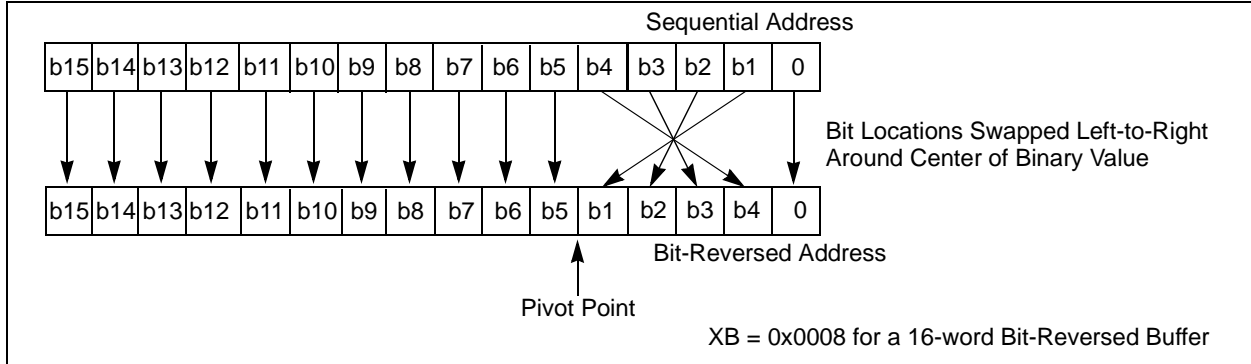 Sequential Address
b15 b14 b13 b12 b11 b10 b9 b8 b7 b6 b5 b4 b3 b2 b1 0
Bit Locations Swapped Left-to-Right
Around Center of Binary Value
b15 b14 b13 b12 b11 b10 b9 b8 b7 b6 b5 b1 b2 b3 b4 0
Bit-Reversed Address
Pivot Point
XB = 0x0008 for a 16-word Bit-Reversed Buffer